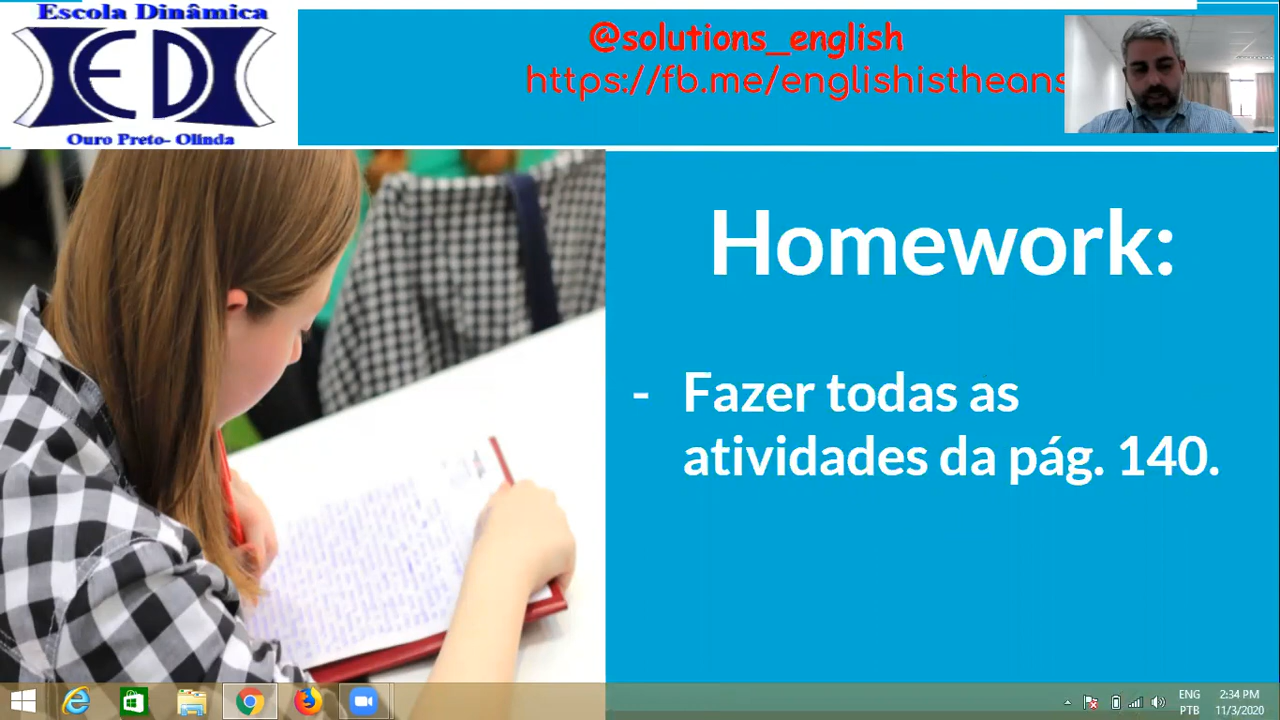 Escola Dinâmica
ED
Ouro Preto- Olinda
@solutions_english
https://fb.me/englishistheans
Homework:
- Fazer todas as
atividades da pág. 140.
ENG
2:34 PM
PTB
11/3/2020